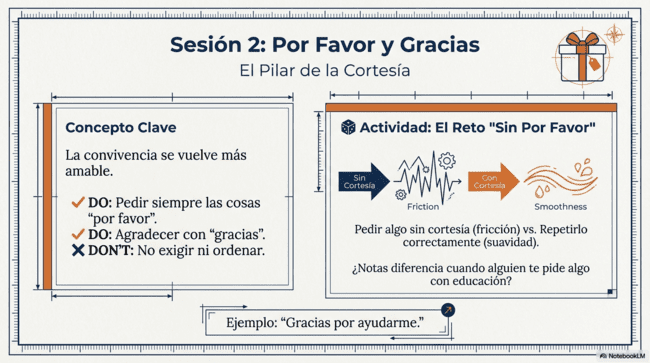 Sesión 2: Por Favor y Gracias
El Pilar de la Cortesía
Concepto Clave
La convivencia se vuelve más
amable.
DO: Pedir siempre las cosas
“por favor”.
DO: Agradecer con “gracias”.
DON’T: No exigir ni ordenar.
Actividad: El Reto "Sin Por Favor"
Sin
Cortesía
Friction
Con
Cortesía
Smoothness
Pedir algo sin cortesía (fricción) vs. Repetirlo
correctamente (suavidad).
¿Notas diferencia cuando alguien te pide algo
con educación?
Ejemplo: “Gracias por ayudarme.”
NotebookLM